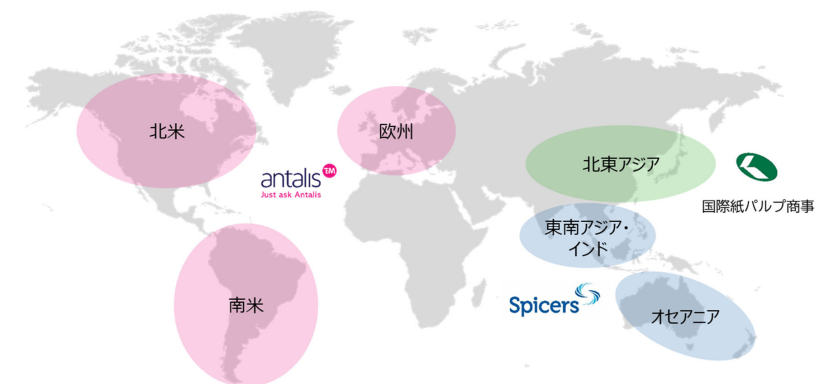 北米
欧州
北東アジア
antalis TM
Just ask Antalis
国際紙パルプ商事
東南アジア・
インド
南米
Spicers
オセアニア